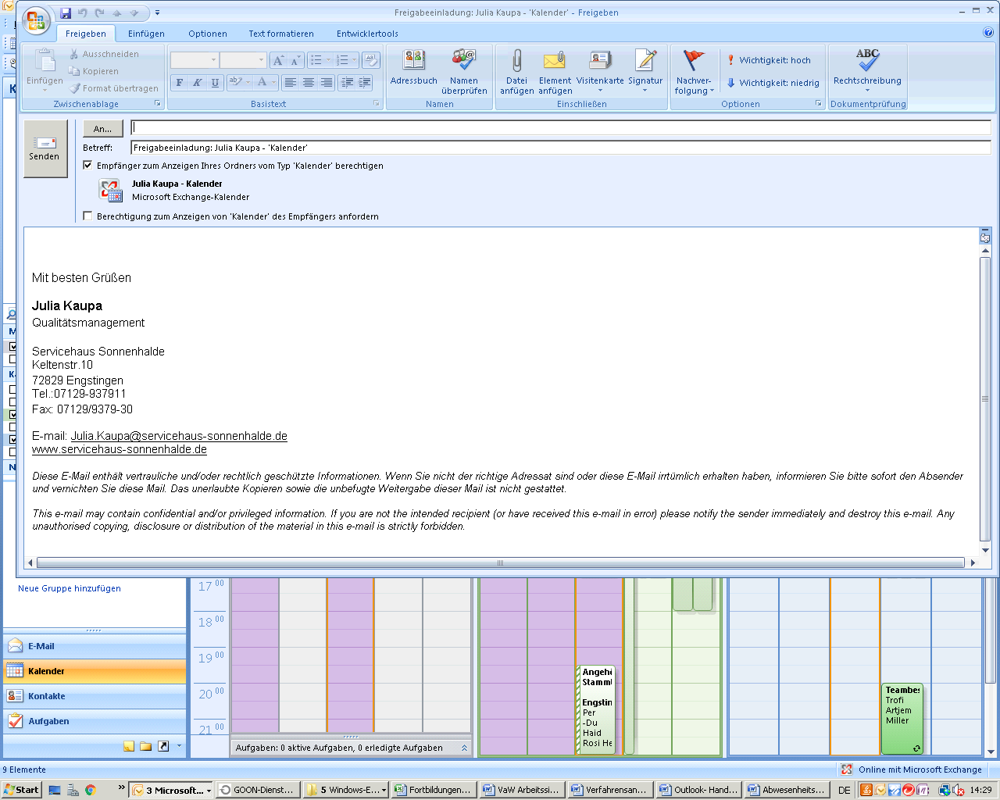 Freigabeeinladung: Julia Kaupa - 'Kalender' - Freigeben
Freigeben Einfügen Optionen Text formatieren Entwicklertools
Einfügen
Ausschneiden
Kopieren
Format übertragen
Zwischenablage
F K U
Basistext
Adressbuch
Namen
überprüfen
Namen
Datei
anfügen
Element
anfügen
Visitenkarte
Signatur
Einschließen
Nachver-
folgung
Wichtigkeit: hoch
Wichtigkeit: niedrig
Optionen
ABC
Rechtschreibung
Dokumentprüfung
Senden
An...
Betreff: Freigabeeinladung: Julia Kaupa - 'Kalender'
Empfänger zum Anzeigen Ihres Ordners vom Typ 'Kalender' berechtigen
Julia Kaupa - Kalender
Microsoft Exchange-Kalender
Berechtigung zum Anzeigen von 'Kalender' des Empfängers anfordern
Mit besten Grüßen
Julia Kaupa
Qualitätsmanagement
Servicehaus Sonnenhalde
Keltenstr.10
72829 Engstingen
Tel.:07129-937911
Fax: 07129/9379-30
E-mail: Julia.Kaupa@servicehaus-sonnenhalde.de
www.servicehaus-sonnenhalde.de
Diese E-Mail enthält vertrauliche und/oder rechtlich geschützte Informationen. Wenn Sie nicht der richtige Adressat sind oder diese E-Mail irrtümlich erhalten haben, informieren Sie bitte sofort den Absender
und vernichten Sie diese Mail. Das unerlaubte Kopieren sowie die unbefugte Weitergabe dieser Mail ist nicht gestattet.
This e-mail may contain confidential and/or privileged information. If you are not the intended recipient (or have received this e-mail in error) please notify the sender immediately and destroy this e-mail. Any
unauthorised copying, disclosure or distribution of the material in this e-mail is strictly forbidden.
Neue Gruppe hinzufügen
E-Mail
Kalender
Kontakte
Aufgaben
17 00
18 00
19 00
20 00
21 00
Angehö
Stamml
Engstin
Per
-Du
Haid
Rosi He
Teambes
Trofi
Artjem
Miller
Aufgaben: 0 aktive Aufgaben, 0 erledigte Aufgaben
9 Elemente
Online mit Microsoft Exchange
Start
3 Microsoft...
GOON-Dienst...
5 Windows-E...
Fortbildungen...
VaW Arbeitssi...
Verfahrensan...
Outlook- Hand...
Abwesenheits...
DE
14:29